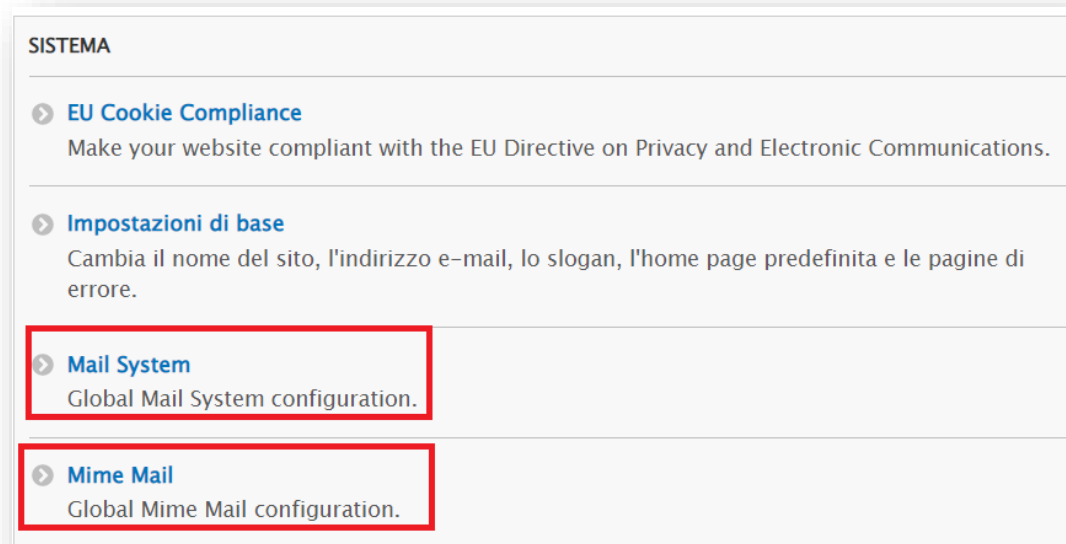 SISTEMA
EU Cookie Compliance
Make your website compliant with the EU Directive on Privacy and Electronic Communications.
Impostazioni di base
Cambia il nome del sito, l'indirizzo e-mail, lo slogan, l'home page predefinita e le pagine di
errore.
Mail System
Global Mail System configuration.
Mime Mail
Global Mime Mail configuration.